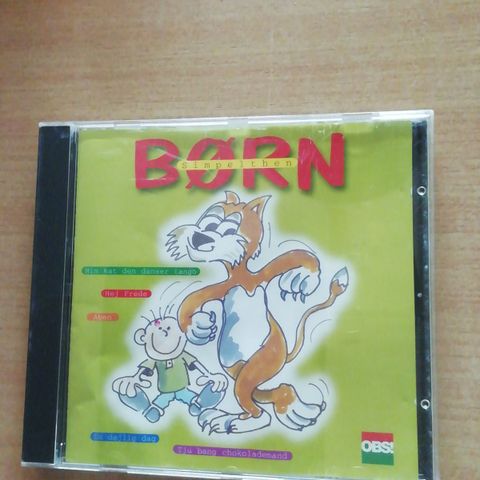 BØRN
Simpelthen
Min kat den danser tango
Hej Frede
Aben
En dejlig dag
Tju bang chokolademand
OBS!